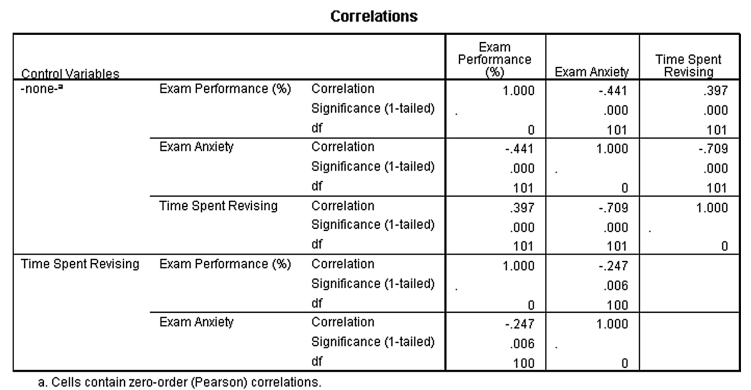 Correlations
Control Variables Exam Performance (%) Exam Anxiety Time Spent Revising
-none-ª Exam Performance (%) Correlation 1.000 -.441 .397
Significance (1-tailed) . .000 .000
df 0 101 101
Exam Anxiety Correlation -.441 1.000 -.709
Significance (1-tailed) .000 . .000
df 101 0 101
Time Spent Revising Correlation .397 -.709 1.000
Significance (1-tailed) .000 .000 .
df 101 101 0
Time Spent Revising Exam Performance (%) Correlation 1.000 -.247
Significance (1-tailed) . .006
df 0 100
Exam Anxiety Correlation -.247 1.000
Significance (1-tailed) .006 .
df 100 0
a. Cells contain zero-order (Pearson) correlations.